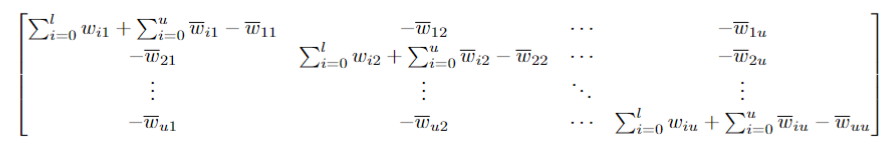 ∑_{i=0}^{l} w_{i1} + ∑_{i=0}^{u} w̅_{i1} − w̅_{11} −w̅_{12} ⋯ −w̅_{1u}
−w̅_{21} ∑_{i=0}^{l} w_{i2} + ∑_{i=0}^{u} w̅_{i2} − w̅_{22} ⋯ −w̅_{2u}
⋮ ⋮ ⋱ ⋮
−w̅_{u1} −w̅_{u2} ⋯ ∑_{i=0}^{l} w_{iu} + ∑_{i=0}^{u} w̅_{iu} − w̅_{uu}